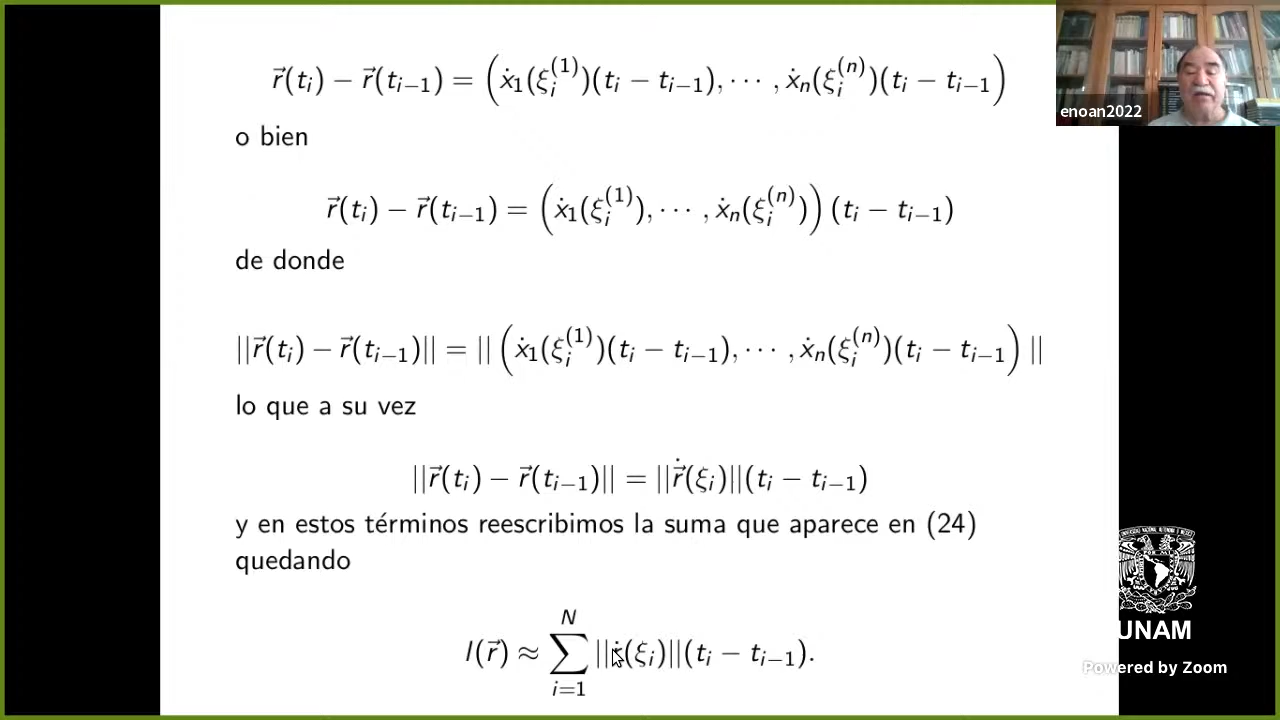 r⃗(tᵢ) − r⃗(tᵢ₋₁) = (ẋ₁(ξᵢ⁽¹⁾)(tᵢ − tᵢ₋₁), ⋯ , ẋₙ(ξᵢ⁽ⁿ⁾)(tᵢ − tᵢ₋₁))
enoan2022
o bien
r⃗(tᵢ) − r⃗(tᵢ₋₁) = (ẋ₁(ξᵢ⁽¹⁾), ⋯ , ẋₙ(ξᵢ⁽ⁿ⁾)) (tᵢ − tᵢ₋₁)
de donde
||r⃗(tᵢ) − r⃗(tᵢ₋₁)|| = || (ẋ₁(ξᵢ⁽¹⁾)(tᵢ − tᵢ₋₁), ⋯ , ẋₙ(ξᵢ⁽ⁿ⁾)(tᵢ − tᵢ₋₁)) ||
lo que a su vez
||r⃗(tᵢ) − r⃗(tᵢ₋₁)|| = ||ṙ⃗(ξᵢ)||(tᵢ − tᵢ₋₁)
y en estos términos reescribimos la suma que aparece en (24)
quedando
l(r⃗) ≈ ∑ᵢ₌₁ᴺ ||ṙ(ξᵢ)||(tᵢ − tᵢ₋₁).
UNAM
Powered by Zoom